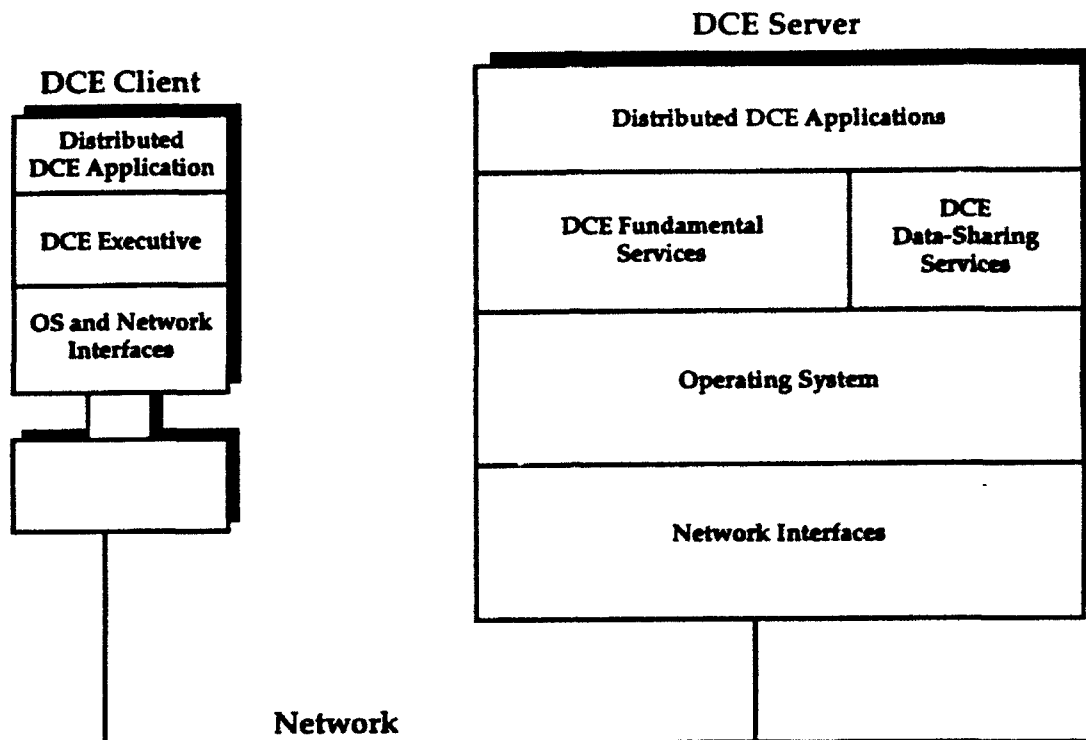 DCE Server
DCE Client
Distributed
DCE Application
DCE Executive
OS and Network
Interfaces
Distributed DCE Applications
DCE Fundamental
Services
DCE
Data-Sharing
Services
Operating System
Network Interfaces
Network